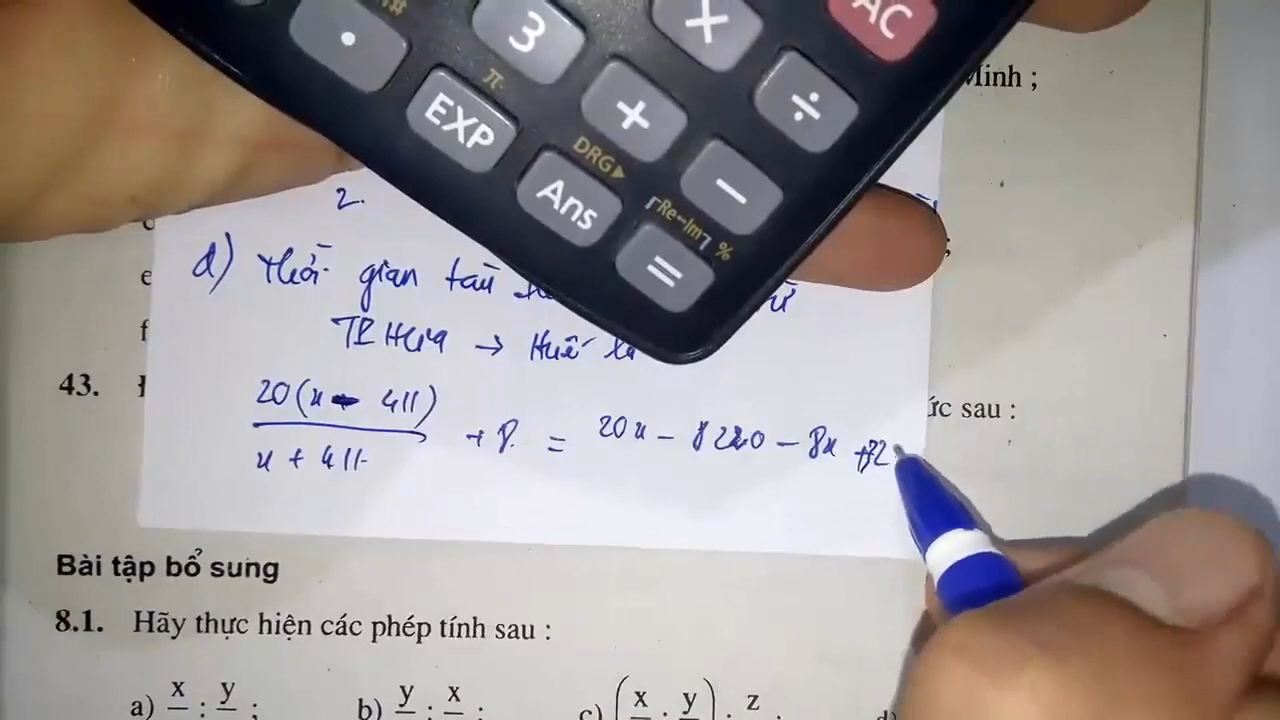 3 × AC
π
EXP + ÷
DRG▶
Ans −
Re-Im %
=
Minh ;
2.
d) thời gian tàu
TP HCM → Huế là
e
f
43.
20(x - 411)
x + 411
+ 8 = 20x - 8220 - 8x +32
ức sau :
Bài tập bổ sung
8.1. Hãy thực hiện các phép tính sau :
a) x : y ; b) y : x ; c) (x . y) . z